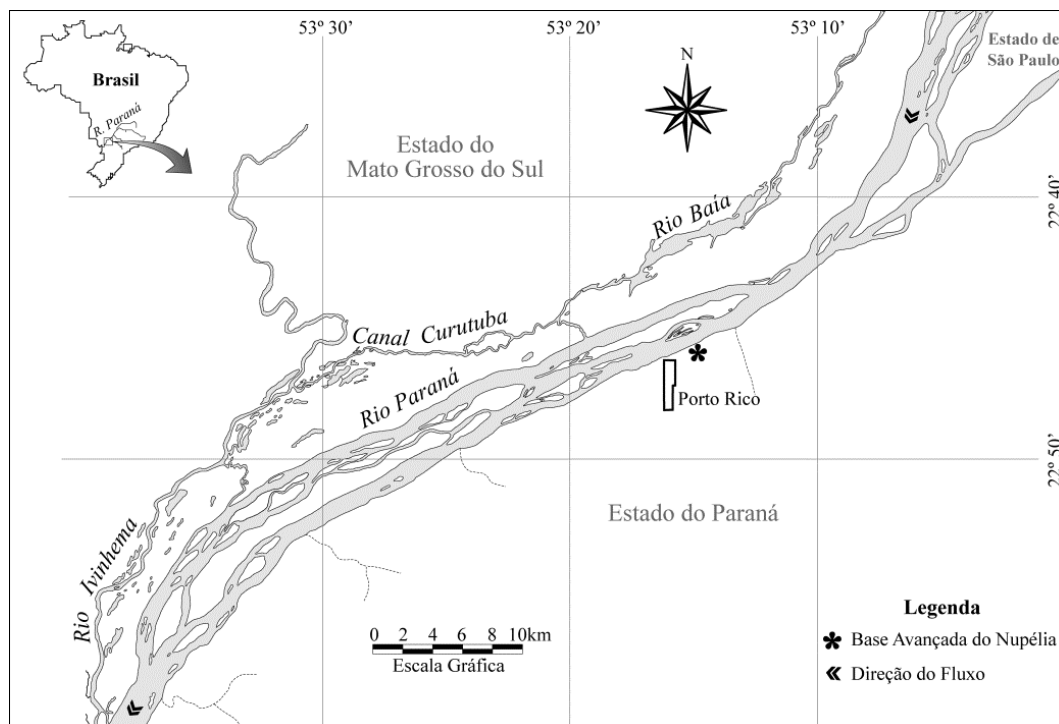 53º 30'
53º 20'
53º 10'
Brasil
R. Paraná
N
Estado de
São Paulo
Estado do
Mato Grosso do Sul
22º 40'
Rio Baía
Canal Curutuba
Rio Paraná
Porto Rico
22º 50'
Estado do Paraná
Rio Ivinhema
0 2 4 6 8 10km
Escala Gráfica
Legenda
Base Avançada do Nupélia
Direção do Fluxo